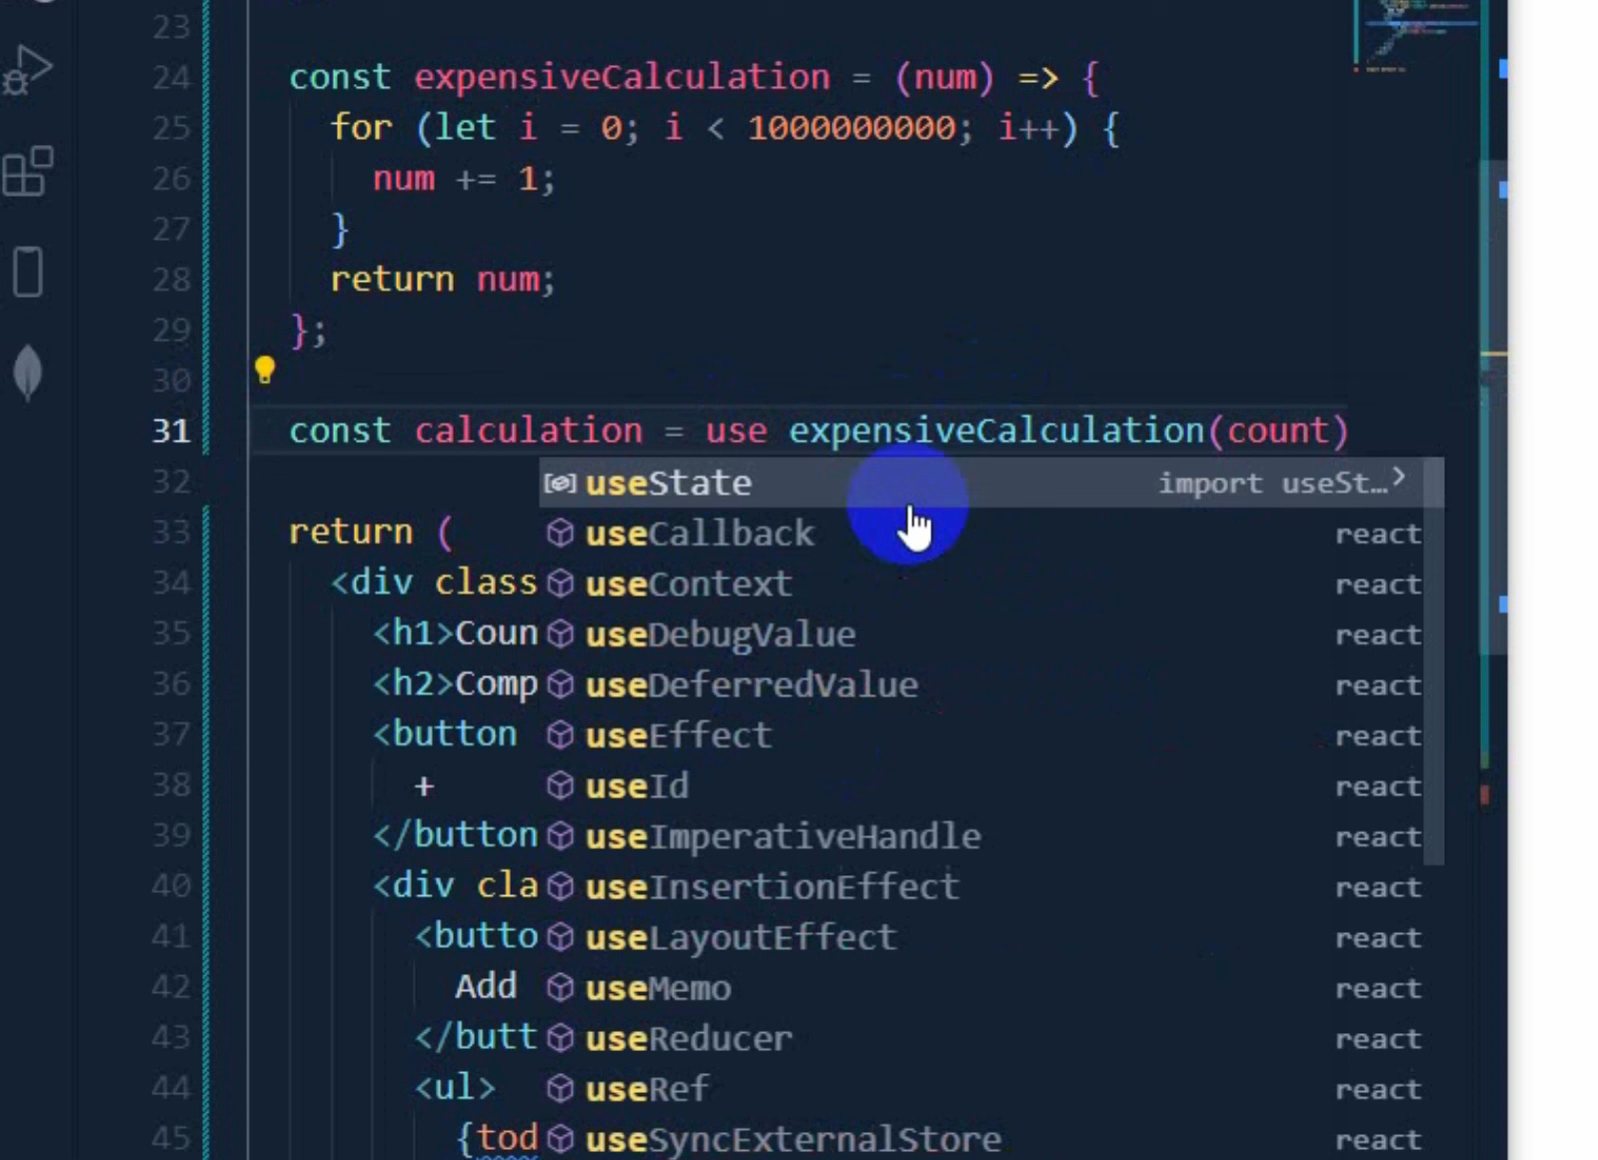 23
24 const expensiveCalculation = (num) => {
25 for (let i = 0; i < 1000000000; i++) {
26 num += 1;
27 }
28 return num;
29 };
30
31 const calculation = use expensiveCalculation(count)
32 useState import useSt…
33 return ( useCallback react
34 <div class useContext react
35 <h1>Coun useDebugValue react
36 <h2>Comp useDeferredValue react
37 <button useEffect react
38 + useId react
39 </button useImperativeHandle react
40 <div cla useInsertionEffect react
41 <butto useLayoutEffect react
42 Add useMemo react
43 </butt useReducer react
44 <ul> useRef react
45 {tod useSyncExternalStore react